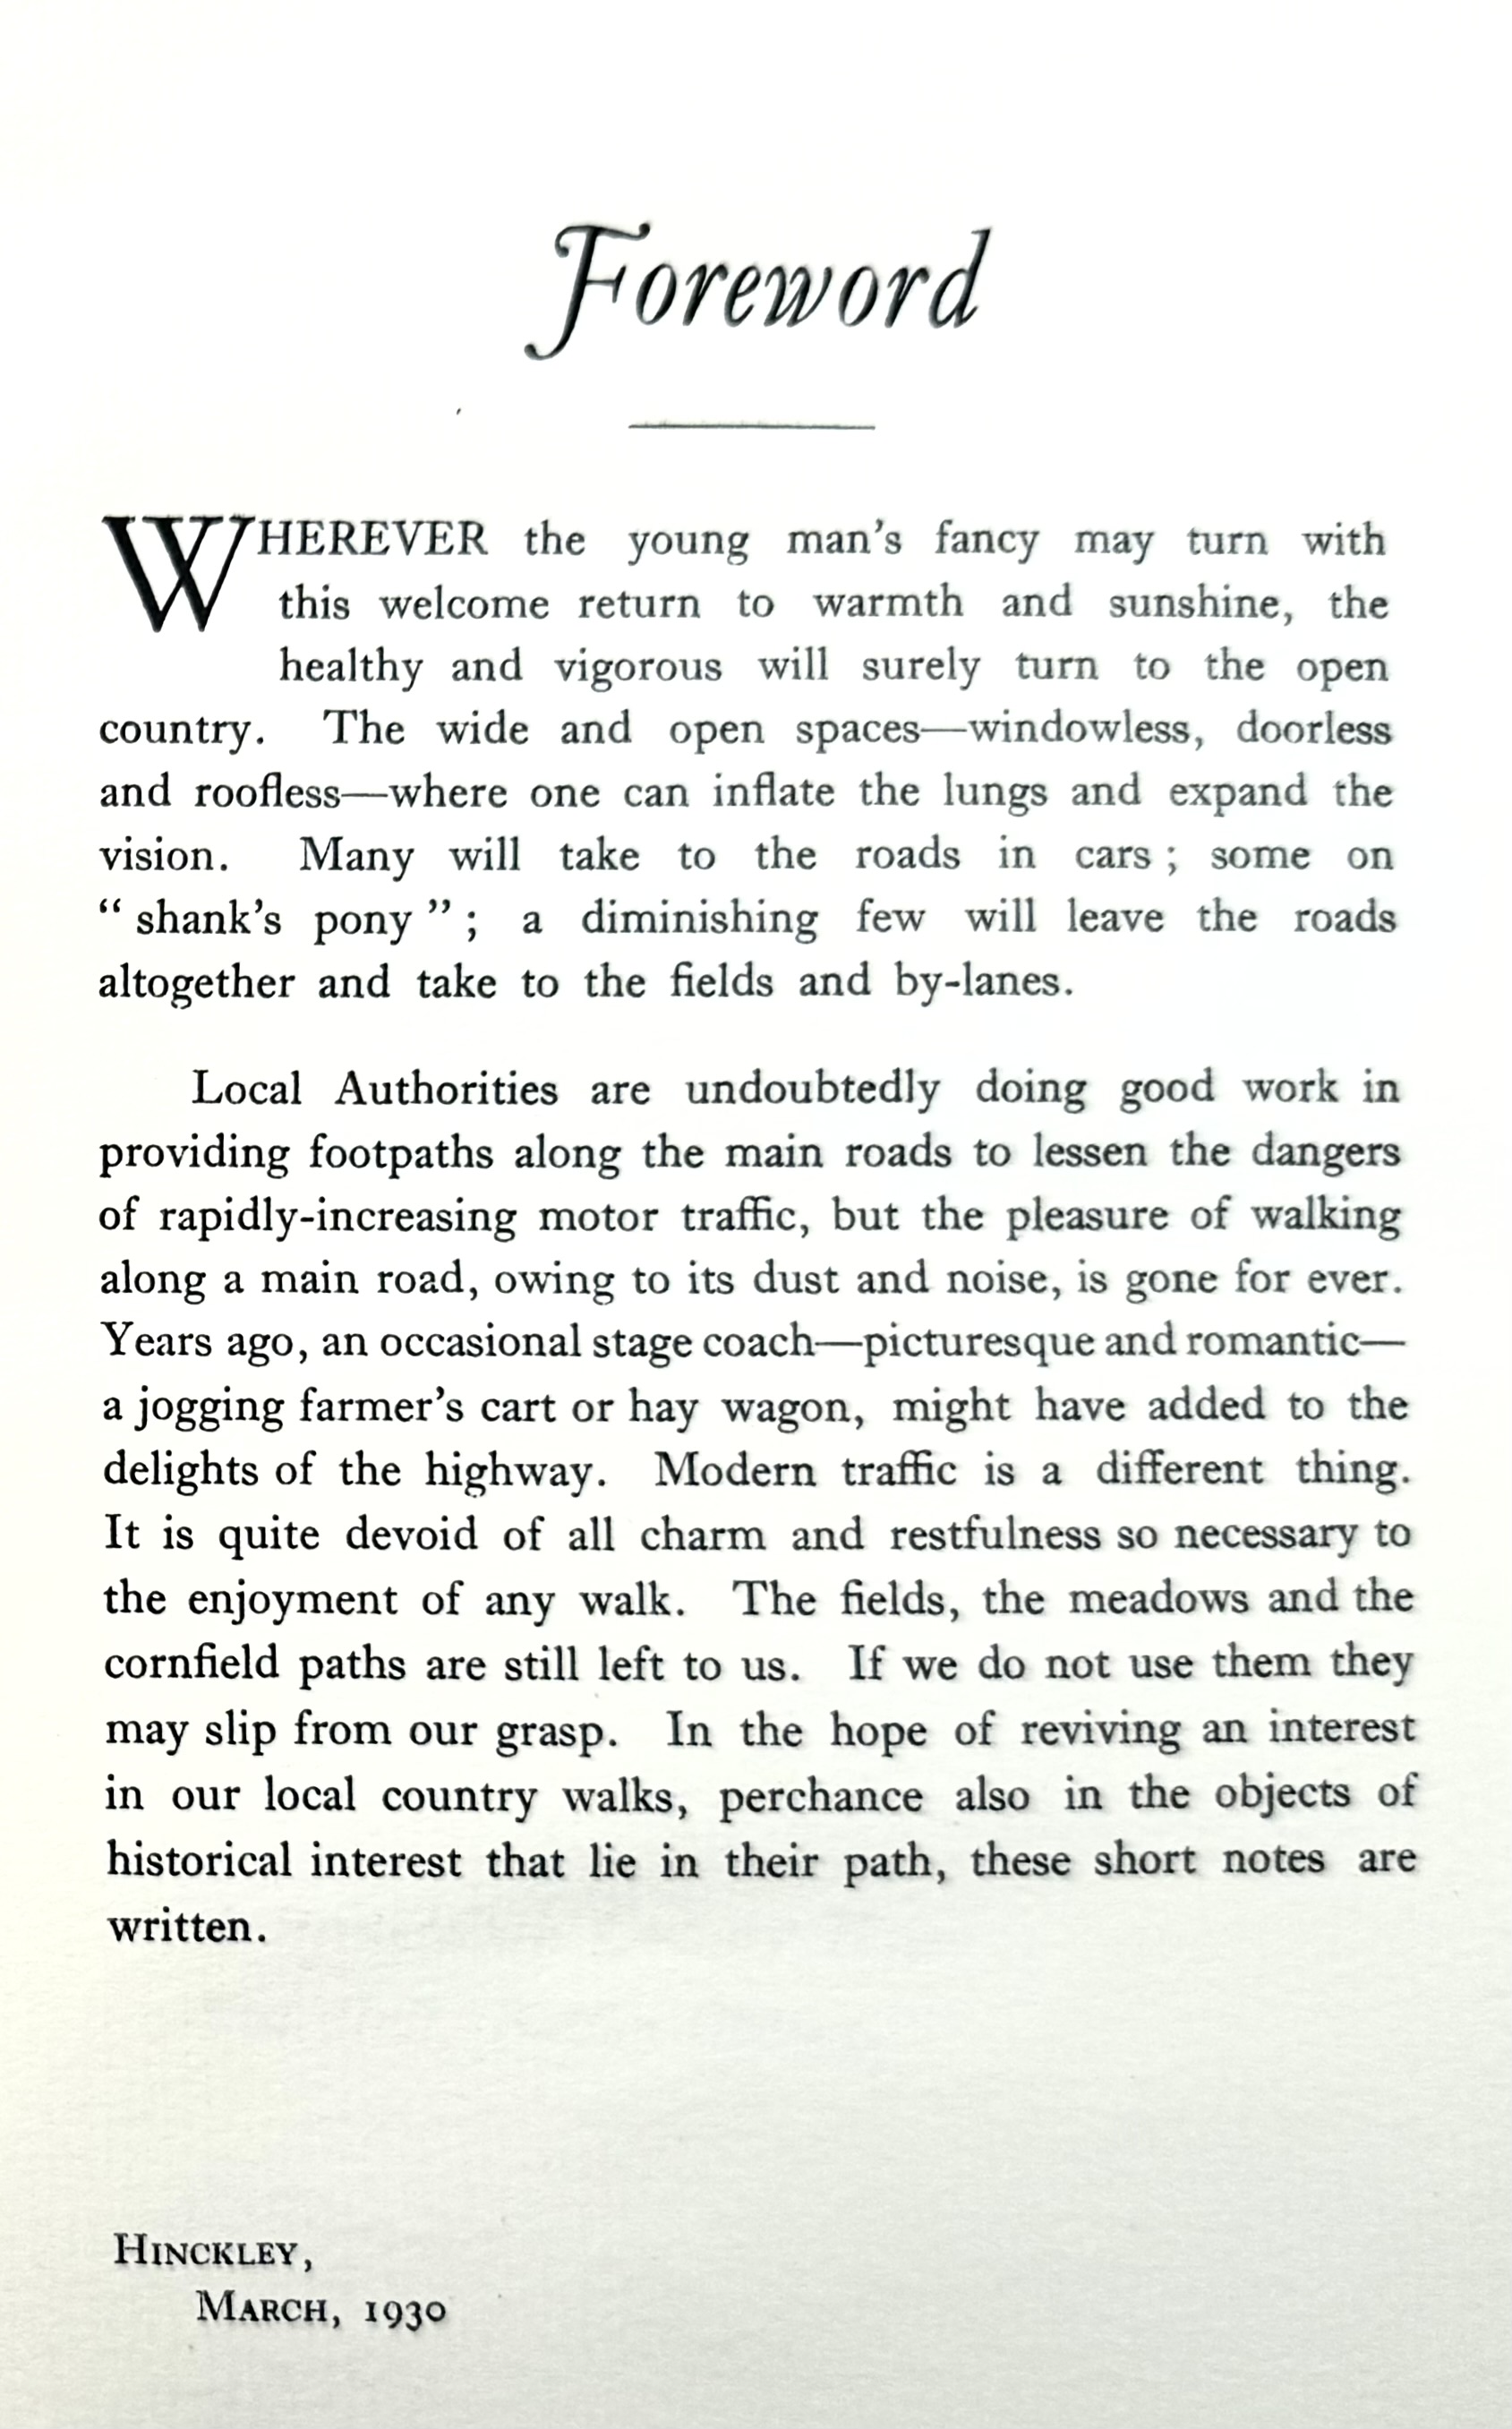 Foreword
WHEREVER the young man's fancy may turn with
this welcome return to warmth and sunshine, the
healthy and vigorous will surely turn to the open
country. The wide and open spaces—windowless, doorless
and roofless—where one can inflate the lungs and expand the
vision. Many will take to the roads in cars ; some on
“ shank's pony ” ; a diminishing few will leave the roads
altogether and take to the fields and by-lanes.
Local Authorities are undoubtedly doing good work in
providing footpaths along the main roads to lessen the dangers
of rapidly-increasing motor traffic, but the pleasure of walking
along a main road, owing to its dust and noise, is gone for ever.
Years ago, an occasional stage coach—picturesque and romantic—
a jogging farmer's cart or hay wagon, might have added to the
delights of the highway. Modern traffic is a different thing.
It is quite devoid of all charm and restfulness so necessary to
the enjoyment of any walk. The fields, the meadows and the
cornfield paths are still left to us. If we do not use them they
may slip from our grasp. In the hope of reviving an interest
in our local country walks, perchance also in the objects of
historical interest that lie in their path, these short notes are
written.
HINCKLEY,
MARCH, 1930